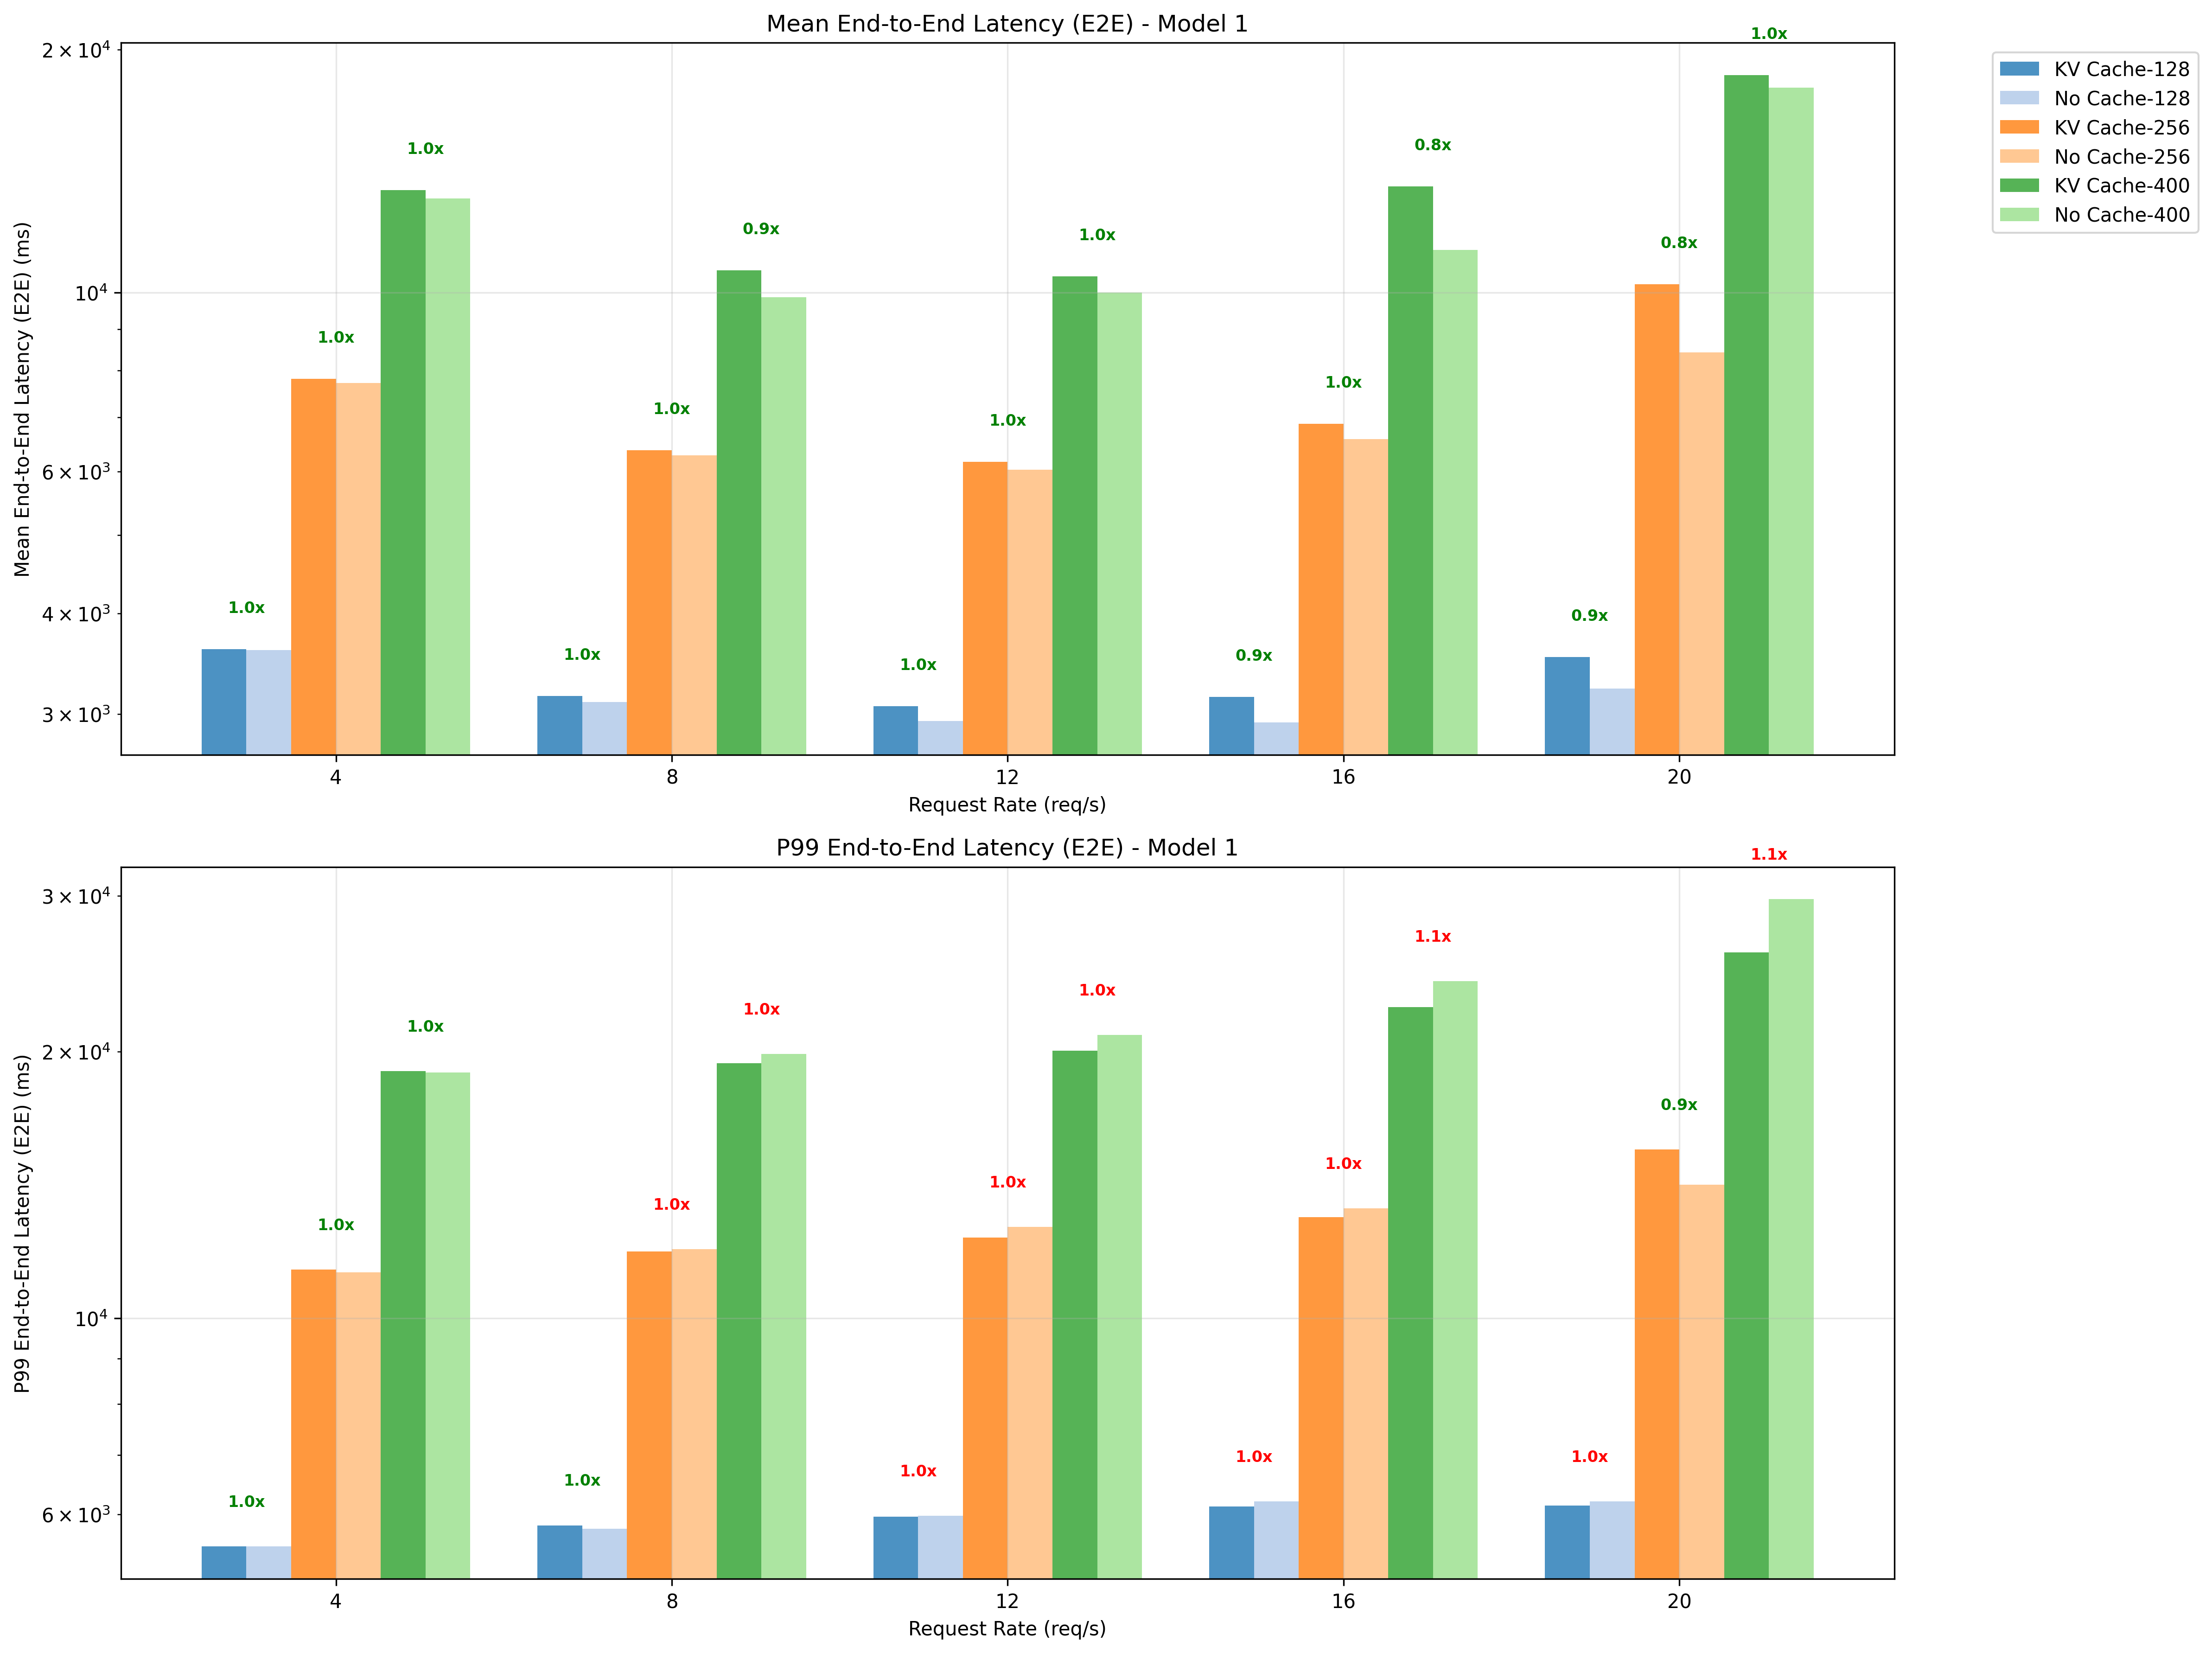 Mean End-to-End Latency (E2E) - Model 1
Mean End-to-End Latency (E2E) (ms)
2 × 10⁴
10⁴
6 × 10³
4 × 10³
3 × 10³
1.0x
1.0x
1.0x
1.0x
1.0x
0.9x
1.0x
1.0x
1.0x
0.9x
1.0x
0.8x
0.9x
0.8x
1.0x
4
8
12
16
20
Request Rate (req/s)
KV Cache-128
No Cache-128
KV Cache-256
No Cache-256
KV Cache-400
No Cache-400
P99 End-to-End Latency (E2E) - Model 1
P99 End-to-End Latency (E2E) (ms)
3 × 10⁴
2 × 10⁴
10⁴
6 × 10³
1.0x
1.0x
1.0x
1.0x
1.0x
1.0x
1.0x
1.0x
1.0x
1.0x
1.0x
1.1x
1.0x
0.9x
1.1x
4
8
12
16
20
Request Rate (req/s)